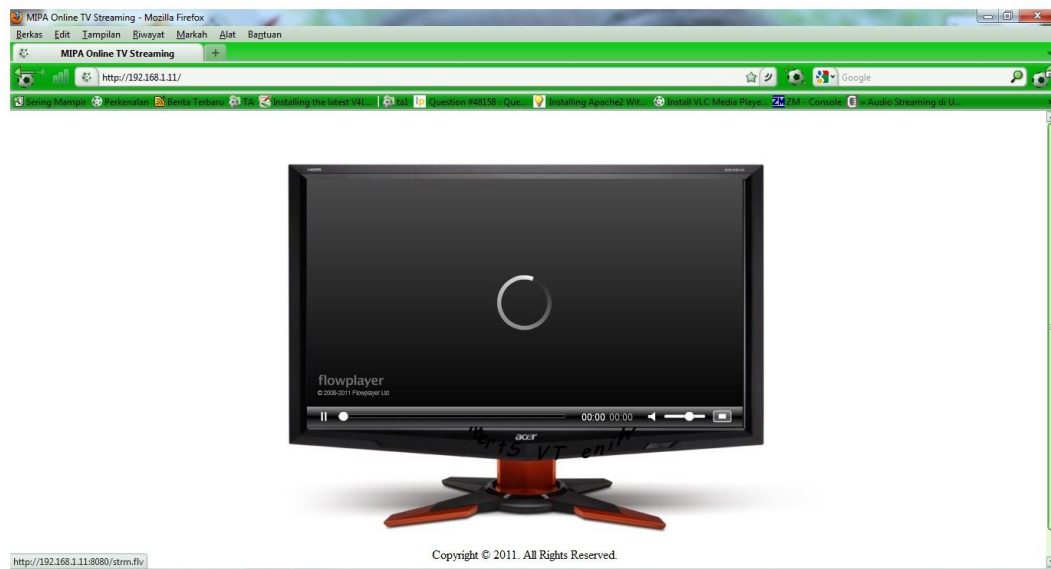 MIPA Online TV Streaming - Mozilla Firefox
Berkas Edit Tampilan Riwayat Markah Alat Bantuan
MIPA Online TV Streaming
http://192.168.1.11/
Google
Sering Mampir Perkenalan Berita Terbaru TA Installing the latest V4L... ta1 Question #48158 : Que... Installing Apache2 Wit... Install VLC Media Playe... ZM - Console » Audio Streaming di U...
flowplayer
© 2008-2011 Flowplayer Ltd
00:00 00:00
acer
Copyright © 2011. All Rights Reserved.
http://192.168.1.11:8080/strm.flv